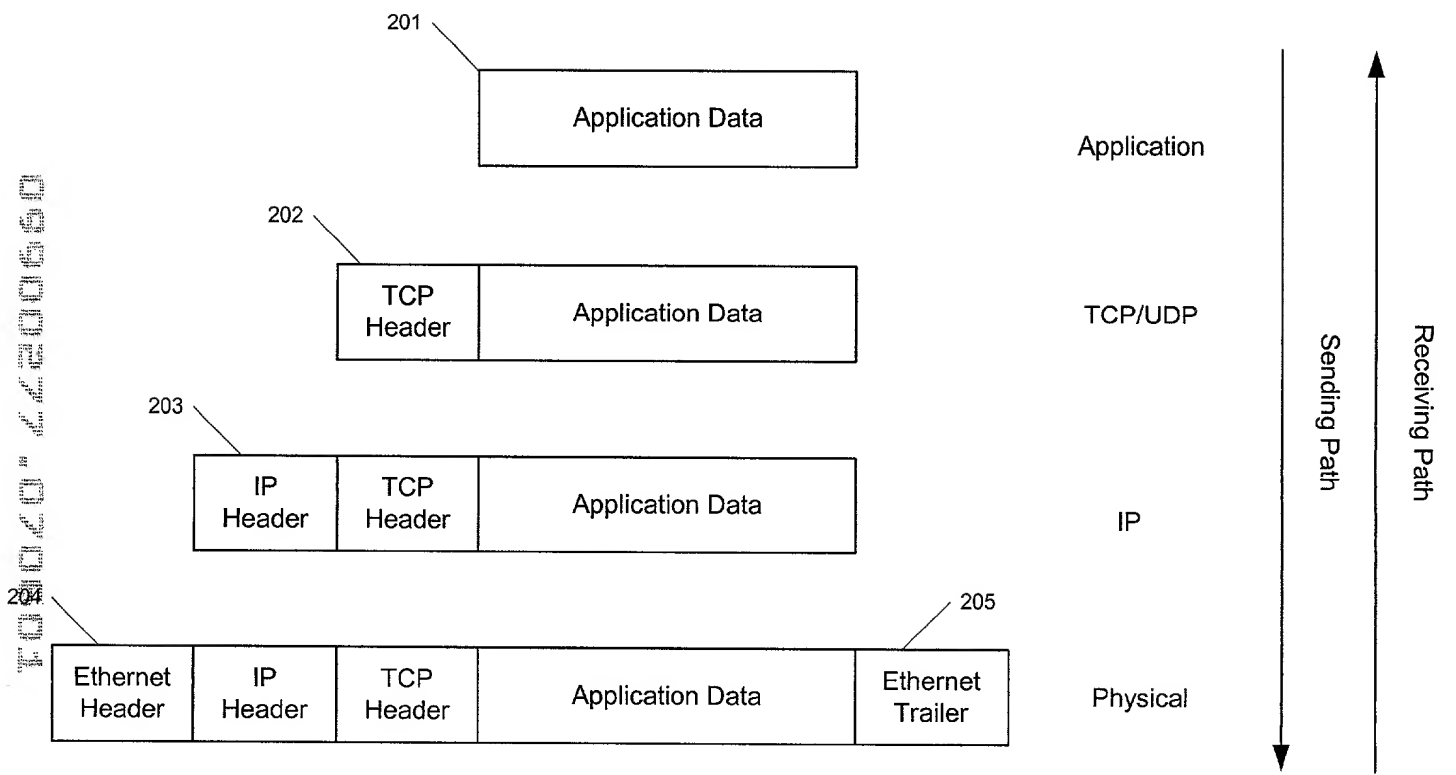 201
Application Data
Application
202
TCP
Header
Application Data
TCP/UDP
203
IP
Header
TCP
Header
Application Data
IP
Sending Path
Receiving Path
204
205
Ethernet
Header
IP
Header
TCP
Header
Application Data
Ethernet
Trailer
Physical